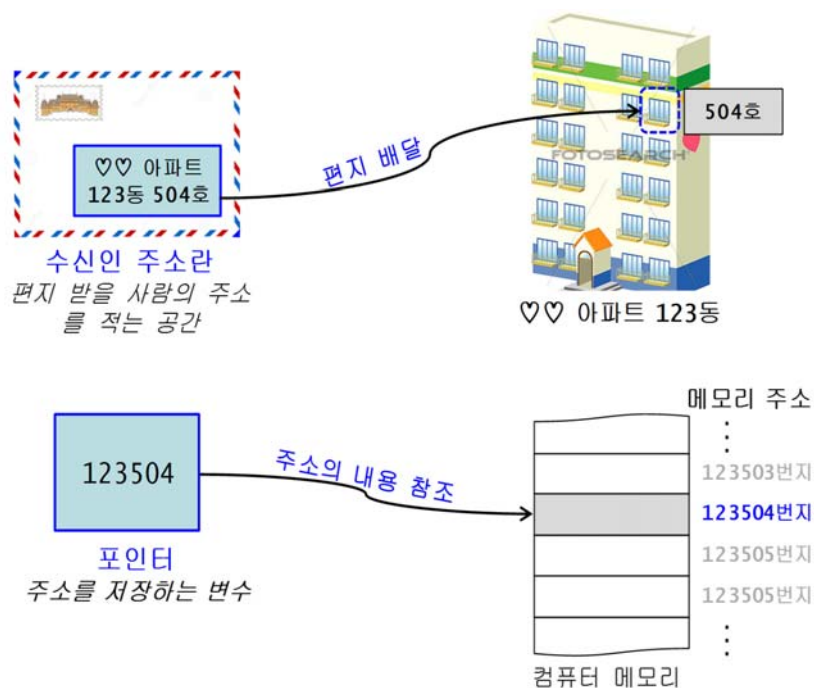 ♡♡ 아파트
123동 504호
수신인 주소란
편지 받을 사람의 주소
를 적는 공간
편지 배달
504호
FOTOSEARCH
♡♡ 아파트 123동
123504
포인터
주소를 저장하는 변수
주소의 내용 참조
메모리 주소
⋮
123503번지
123504번지
123505번지
123505번지
⋮
컴퓨터 메모리